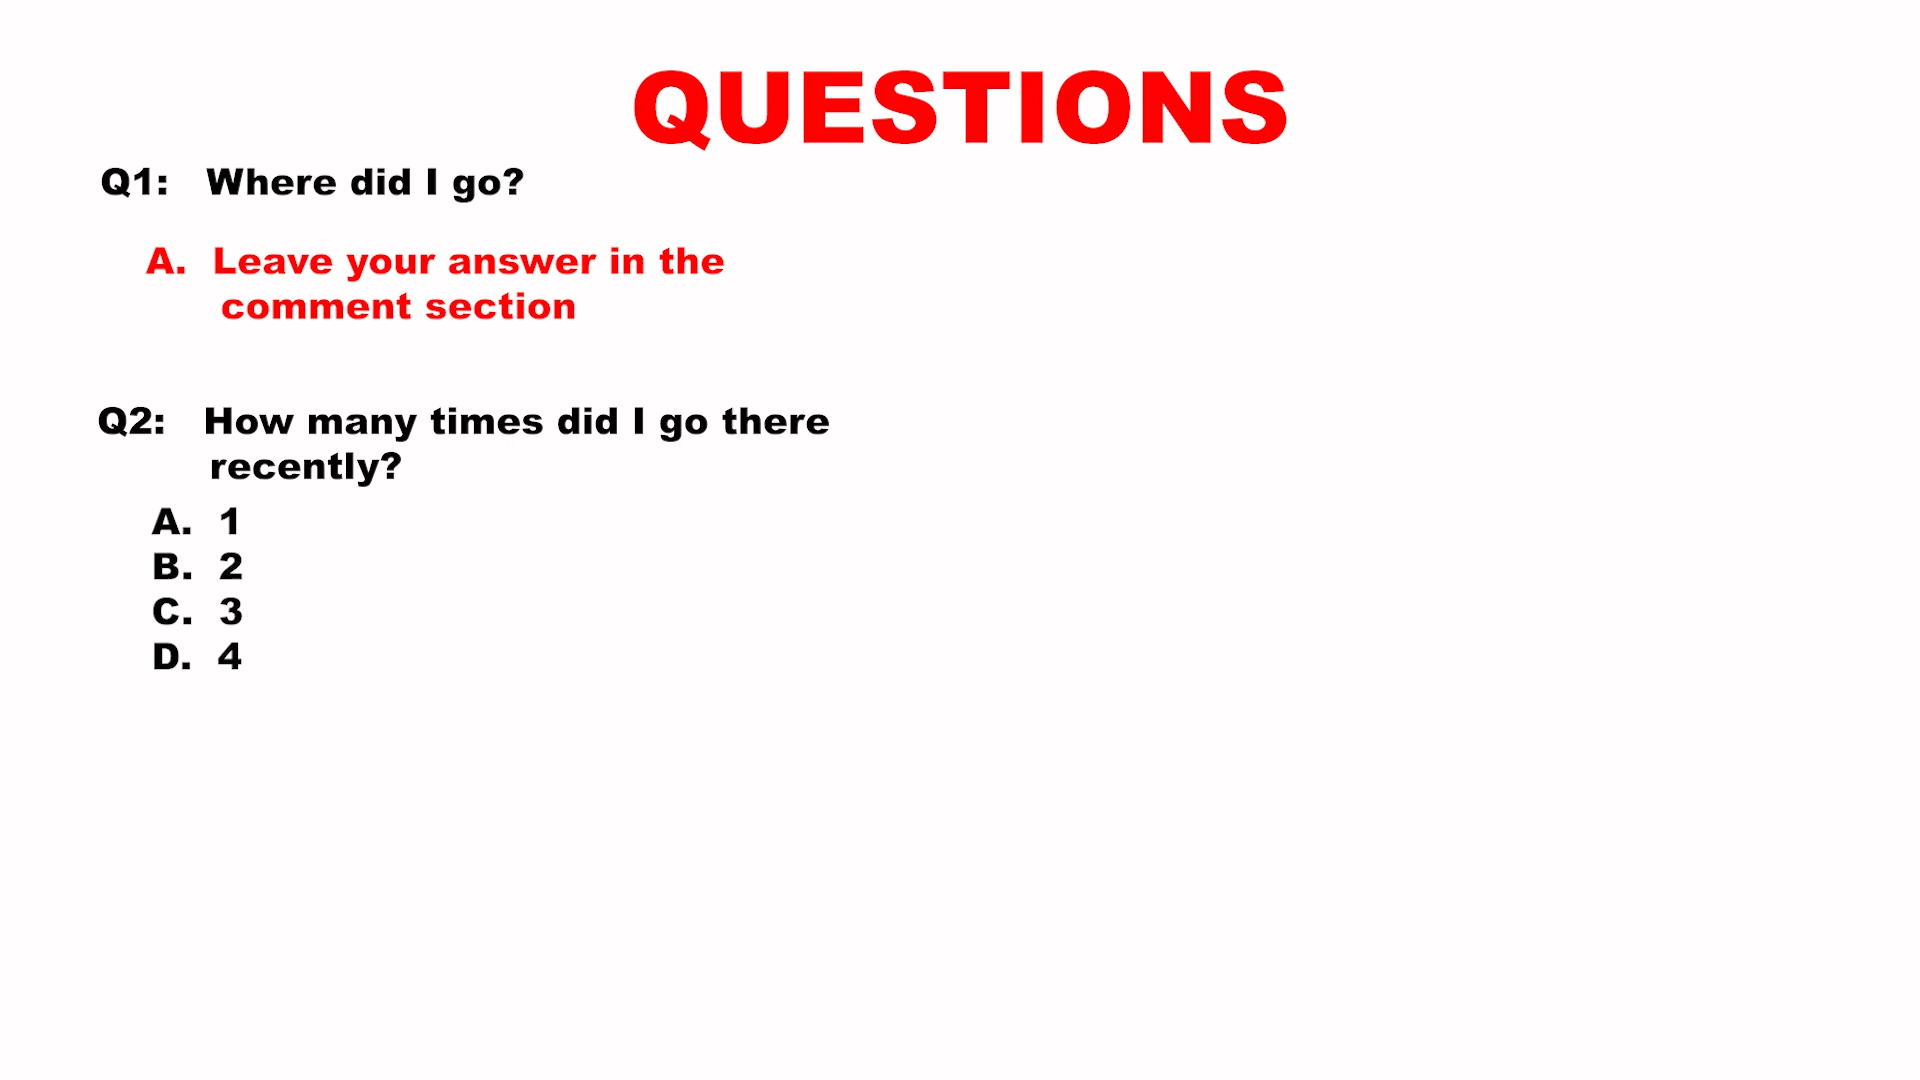 QUESTIONS
Q1: Where did I go?
A. Leave your answer in the
comment section
Q2: How many times did I go there
recently?
A. 1
B. 2
C. 3
D. 4